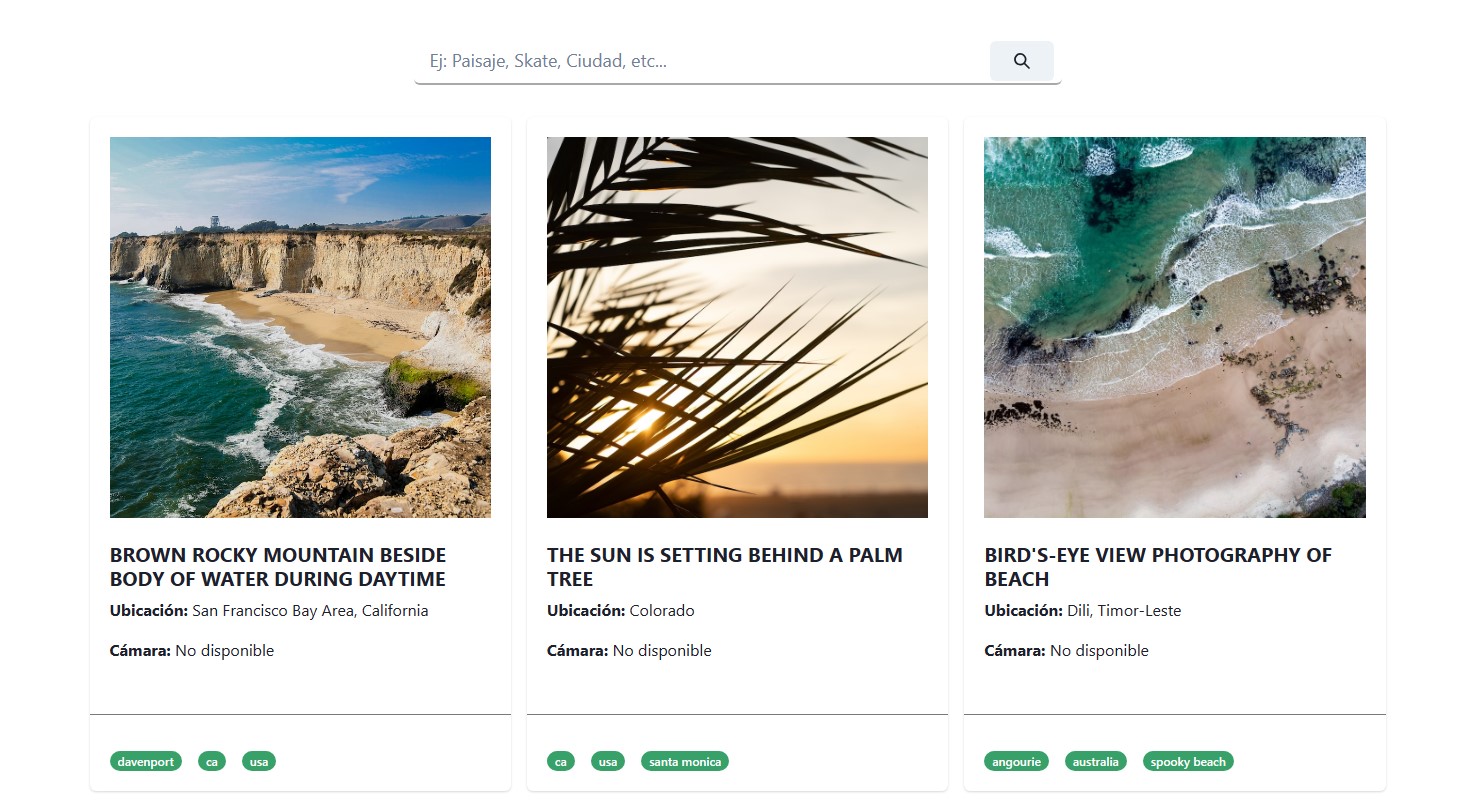 Ej: Paisaje, Skate, Ciudad, etc...
BROWN ROCKY MOUNTAIN BESIDE
BODY OF WATER DURING DAYTIME
Ubicación: San Francisco Bay Area, California
Cámara: No disponible
davenport ca usa
THE SUN IS SETTING BEHIND A PALM
TREE
Ubicación: Colorado
Cámara: No disponible
ca usa santa monica
BIRD'S-EYE VIEW PHOTOGRAPHY OF
BEACH
Ubicación: Dili, Timor-Leste
Cámara: No disponible
angourie australia spooky beach